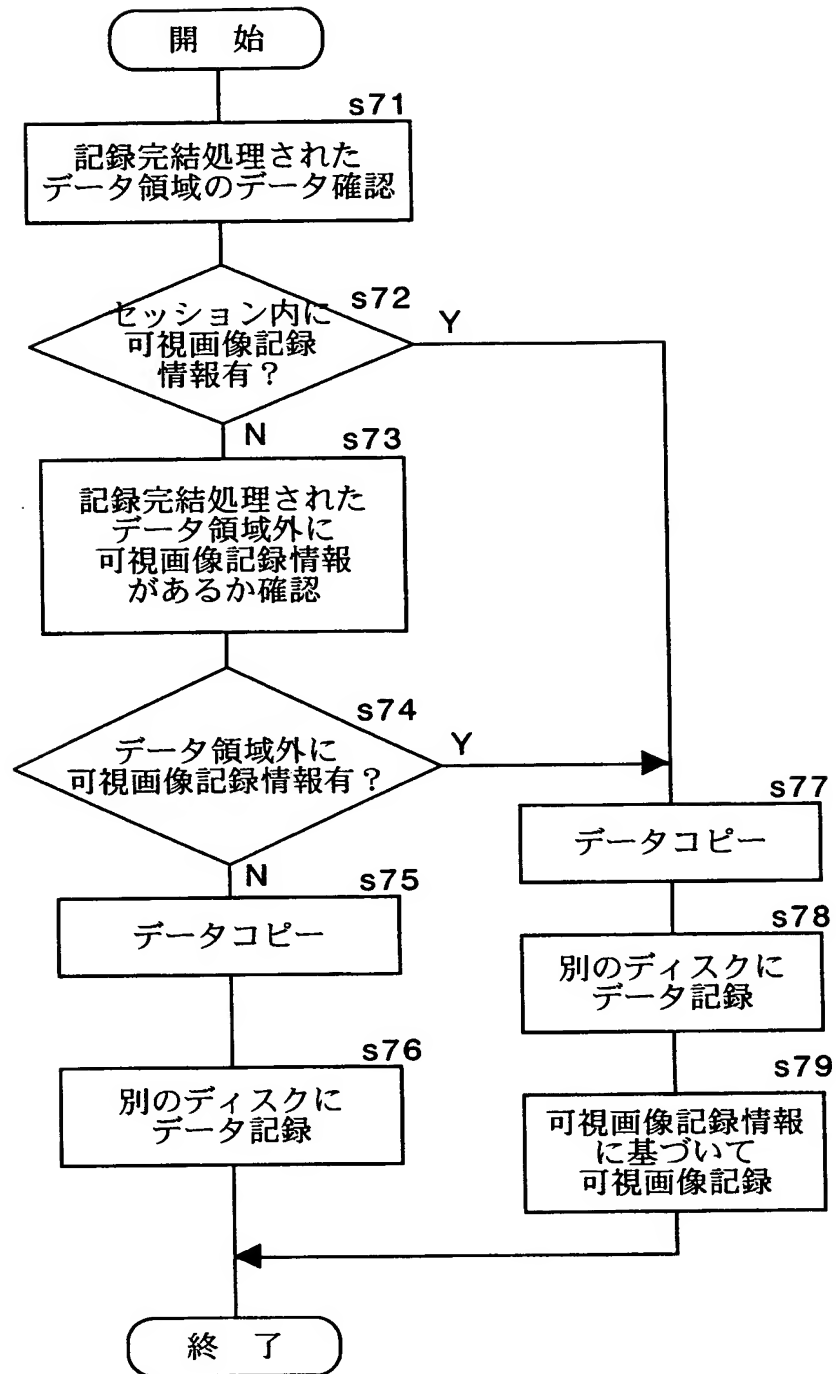 開 始
s71
記録完結処理された
データ領域のデータ確認
s72
セッション内に
可視画像記録
情報有?
Y
N
s73
記録完結処理された
データ領域外に
可視画像記録情報
があるか確認
s74
データ領域外に
可視画像記録情報有?
Y
N
s75
データコピー
s76
別のディスクに
データ記録
s77
データコピー
s78
別のディスクに
データ記録
s79
可視画像記録情報
に基づいて
可視画像記録
終 了